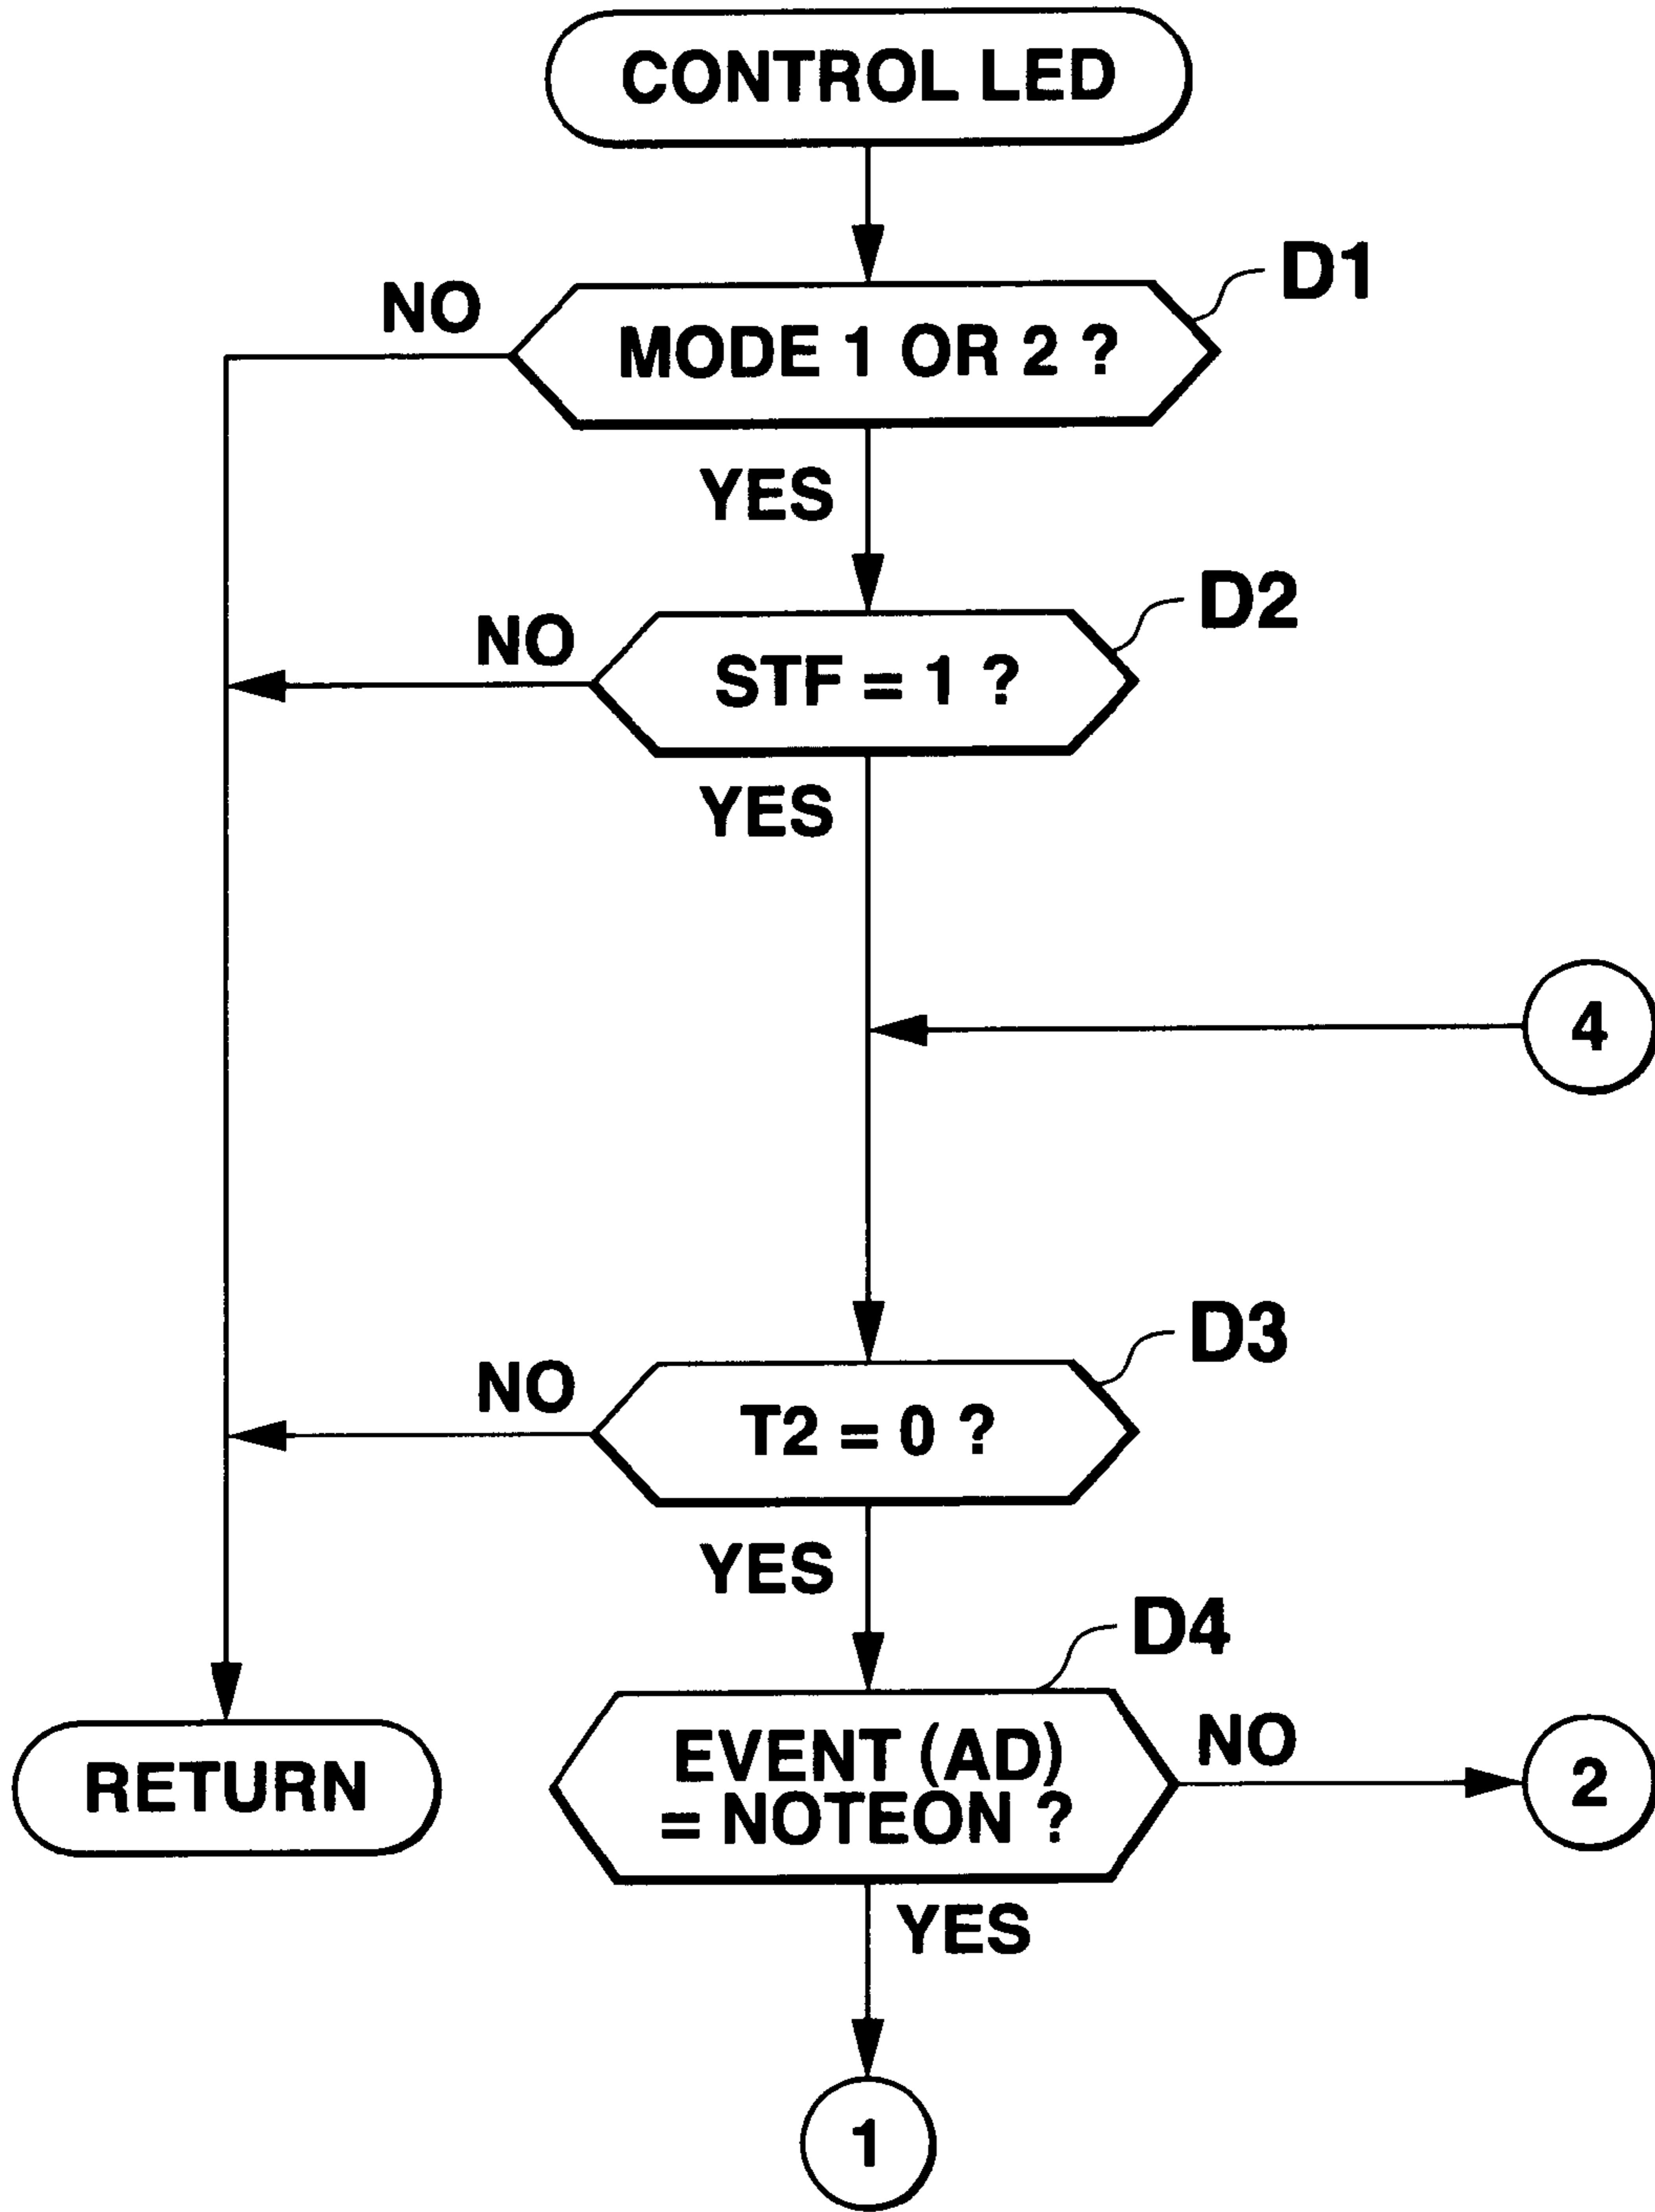 CONTROL LED
D1
NO
MODE 1 OR 2 ?
YES
D2
NO
STF = 1 ?
YES
4
D3
NO
T2 = 0 ?
YES
D4
EVENT (AD)
= NOTEON ?
NO
2
RETURN
YES
1